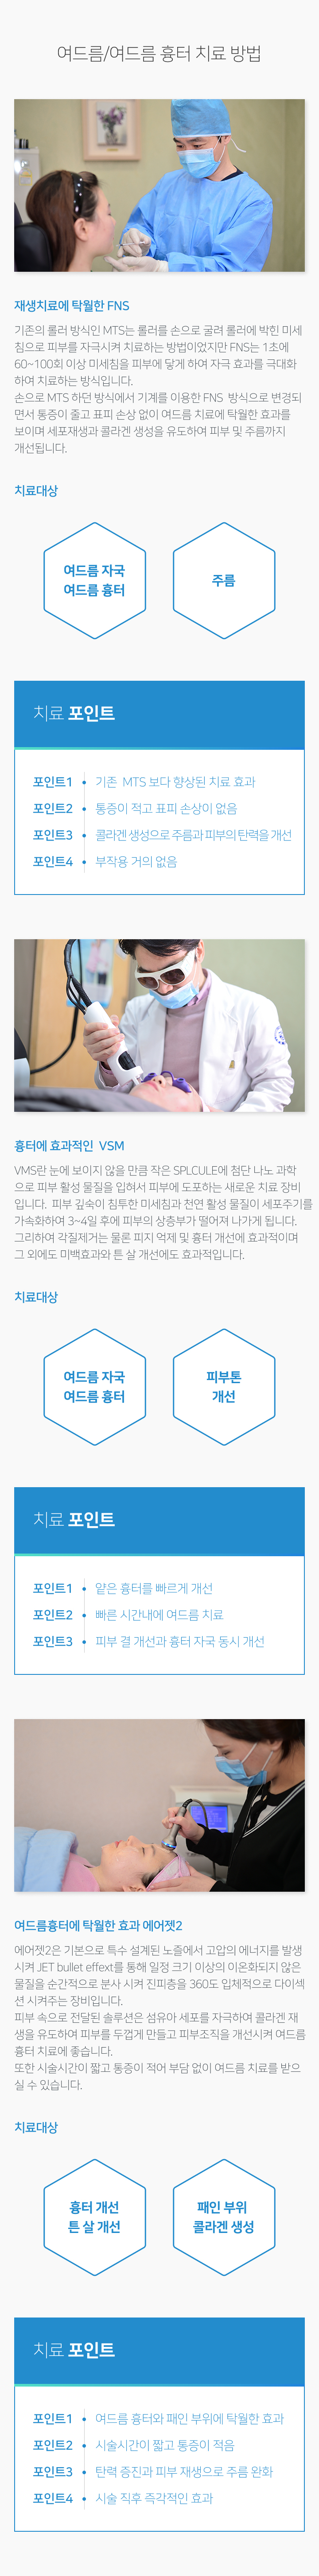 여드름/여드름 흉터 치료 방법
재생치료에 탁월한 FNS
기존의 롤러 방식인 MTS는 롤러를 손으로 굴려 롤러에 박힌 미세
침으로 피부를 자극시켜 치료하는 방법이었지만 FNS는 1초에
60~100회 이상 미세침을 피부에 닿게 하여 자극 효과를 극대화
하여 치료하는 방식입니다.
손으로 MTS 하던 방식에서 기계를 이용한 FNS 방식으로 변경되
면서 통증이 줄고 표피 손상 없이 여드름 치료에 탁월한 효과를
보이며 세포재생과 콜라겐 생성을 유도하여 피부 및 주름까지
개선됩니다.
치료대상
여드름 자국
여드름 흉터
주름
치료 포인트
포인트1 기존 MTS 보다 향상된 치료 효과
포인트2 통증이 적고 표피 손상이 없음
포인트3 콜라겐 생성으로 주름과 피부의 탄력을 개선
포인트4 부작용 거의 없음
흉터에 효과적인 VSM
VMS란 눈에 보이지 않을 만큼 작은 SPLCULE에 첨단 나노 과학
으로 피부 활성 물질을 입혀서 피부에 도포하는 새로운 치료 장비
입니다. 피부 깊숙이 침투한 미세침과 천연 활성 물질이 세포주기를
가속화하여 3~4일 후에 피부의 상층부가 떨어져 나가게 됩니다.
그리하여 각질제거는 물론 피지 억제 및 흉터 개선에 효과적이며
그 외에도 미백효과와 튼 살 개선에도 효과적입니다.
치료대상
여드름 자국
여드름 흉터
피부톤
개선
치료 포인트
포인트1 얕은 흉터를 빠르게 개선
포인트2 빠른 시간내에 여드름 치료
포인트3 피부 결 개선과 흉터 자국 동시 개선
여드름흉터에 탁월한 효과 에어젯2
에어젯2은 기본으로 특수 설계된 노즐에서 고압의 에너지를 발생
시켜 JET bullet effext를 통해 일정 크기 이상의 이온화되지 않은
물질을 순간적으로 분사 시켜 진피층을 360도 입체적으로 다이섹
션 시켜주는 장비입니다.
피부 속으로 전달된 솔루션은 섬유아 세포를 자극하여 콜라겐 재
생을 유도하여 피부를 두껍게 만들고 피부조직을 개선시켜 여드름
흉터 치료에 좋습니다.
또한 시술시간이 짧고 통증이 적어 부담 없이 여드름 치료를 받으
실 수 있습니다.
치료대상
흉터 개선
튼 살 개선
패인 부위
콜라겐 생성
치료 포인트
포인트1 여드름 흉터와 패인 부위에 탁월한 효과
포인트2 시술시간이 짧고 통증이 적음
포인트3 탄력 증진과 피부 재생으로 주름 완화
포인트4 시술 직후 즉각적인 효과